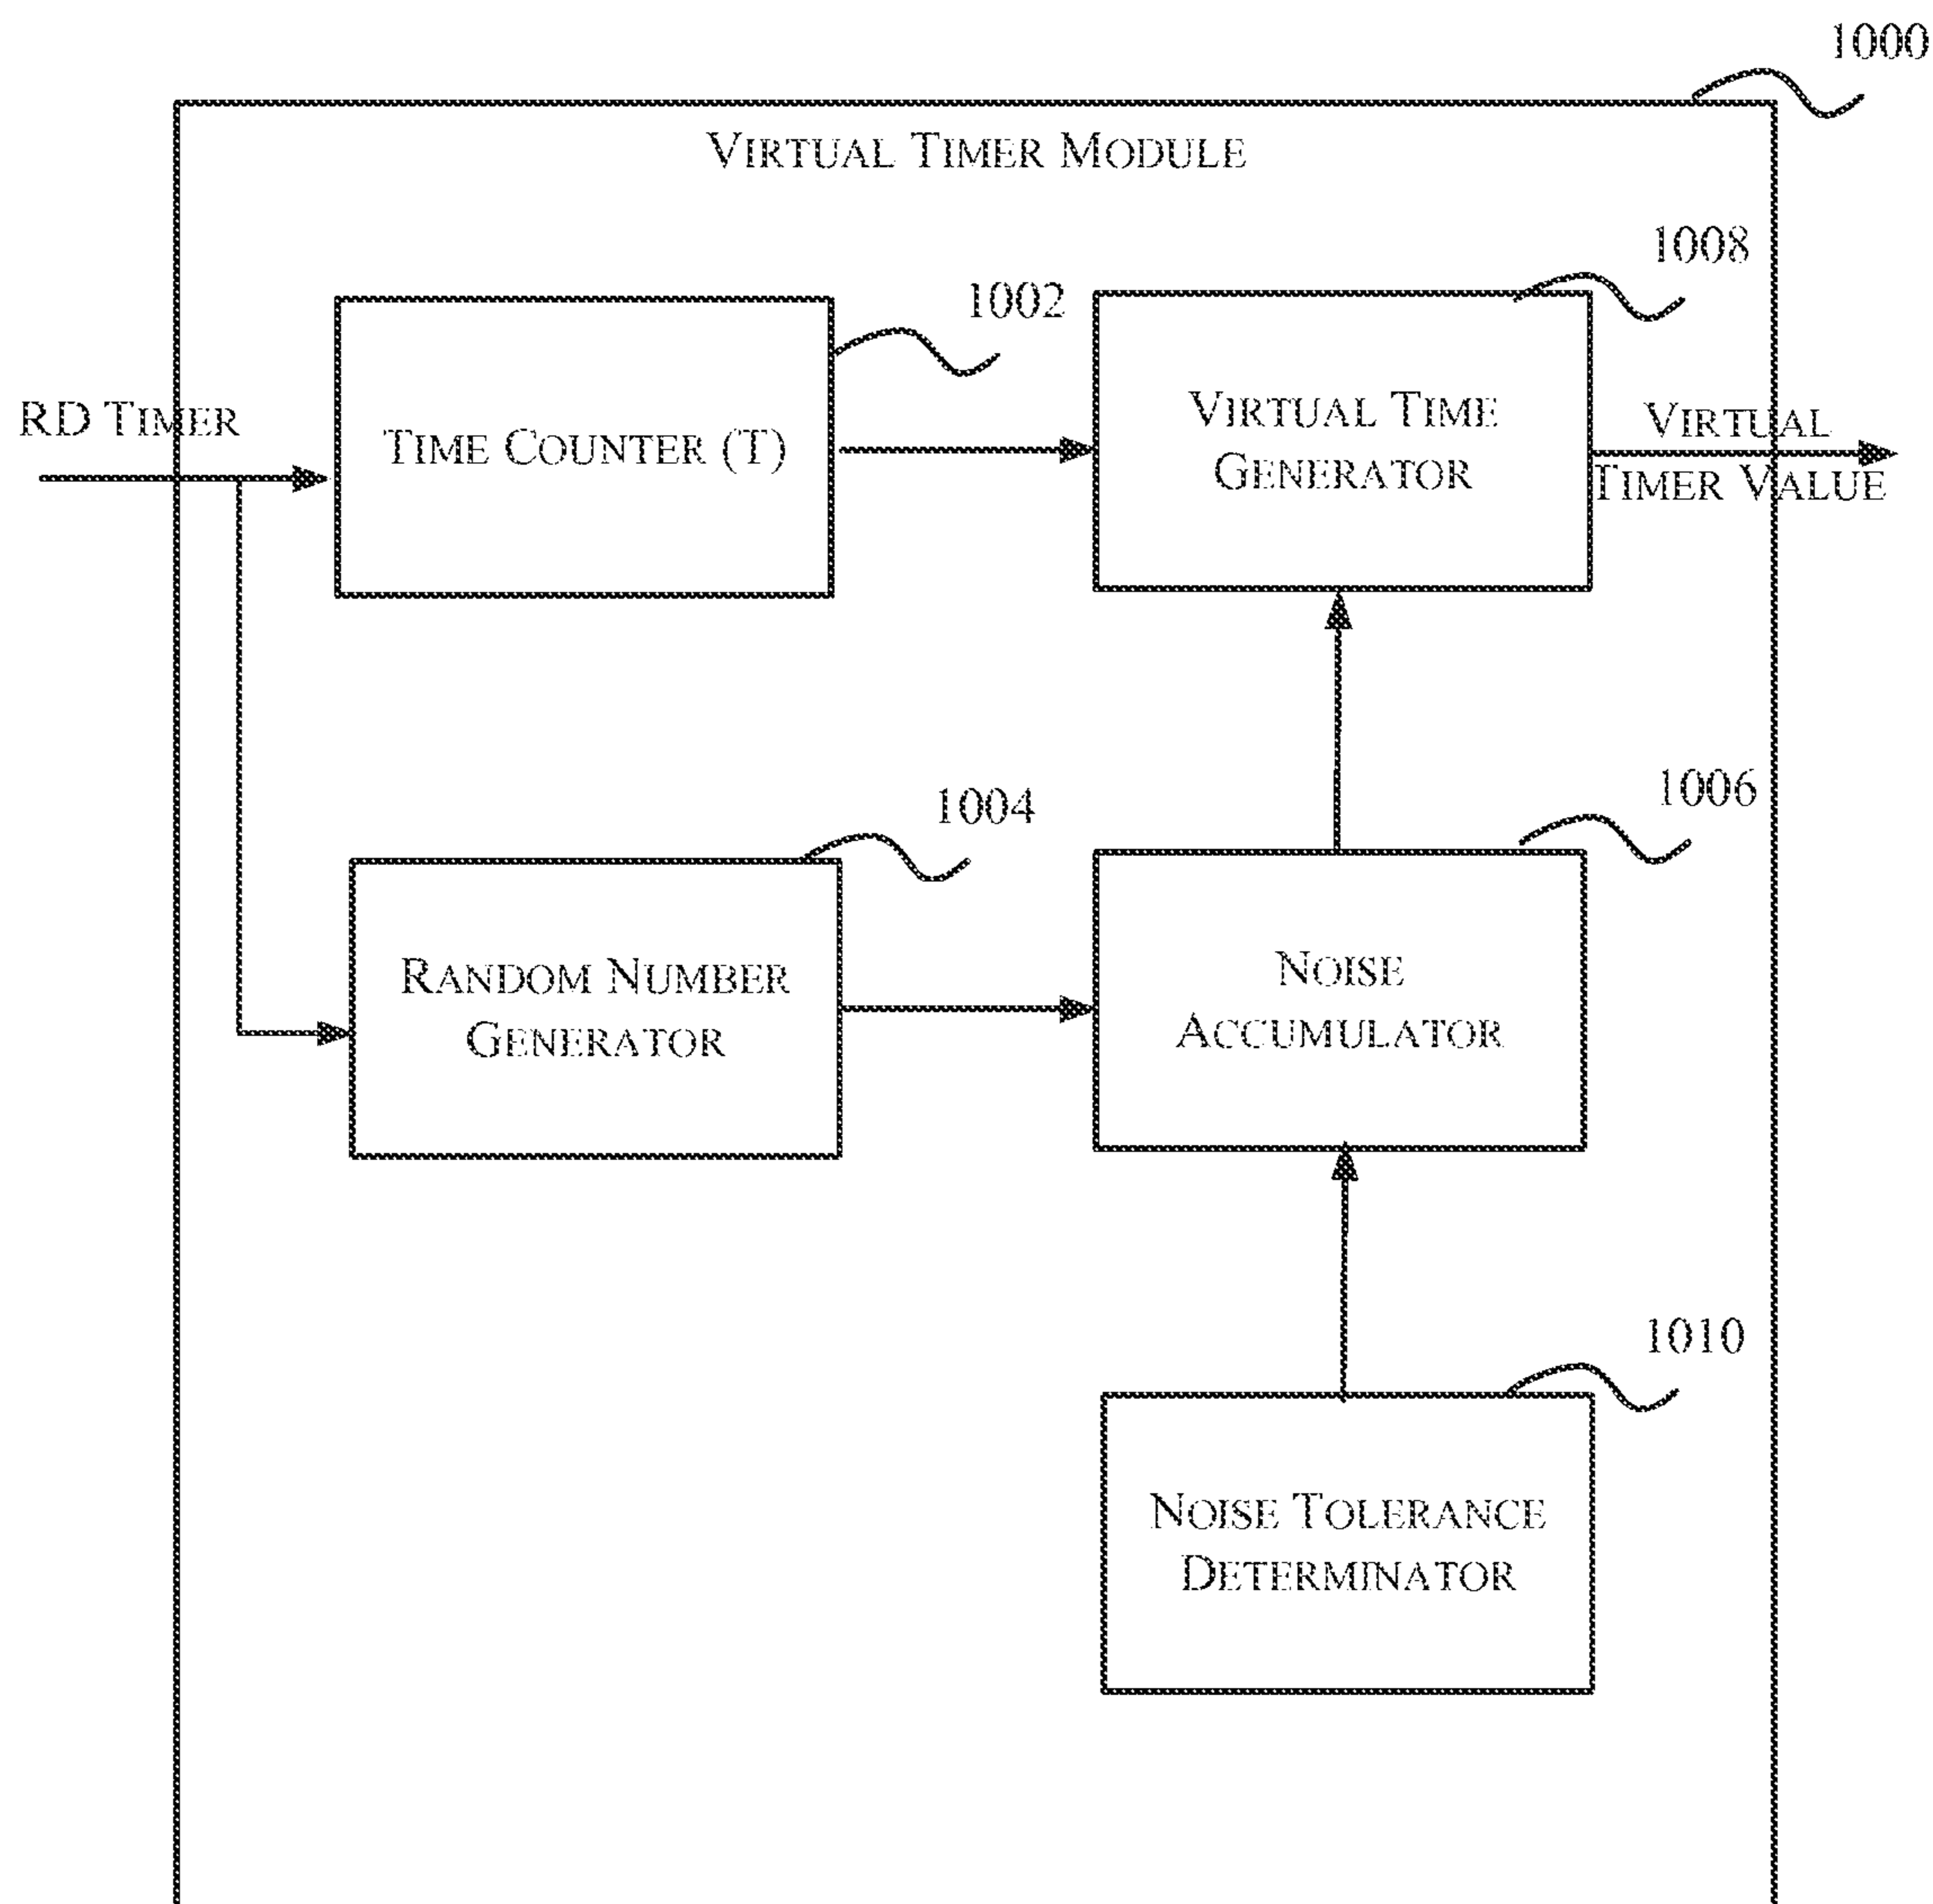 1000
VIRTUAL TIMER MODULE
1008
1002
RD TIMER
TIME COUNTER (T)
VIRTUAL TIME
GENERATOR
VIRTUAL
TIMER VALUE
1004
1006
RANDOM NUMBER
GENERATOR
NOISE
ACCUMULATOR
1010
NOISE TOLERANCE
DETERMINATOR